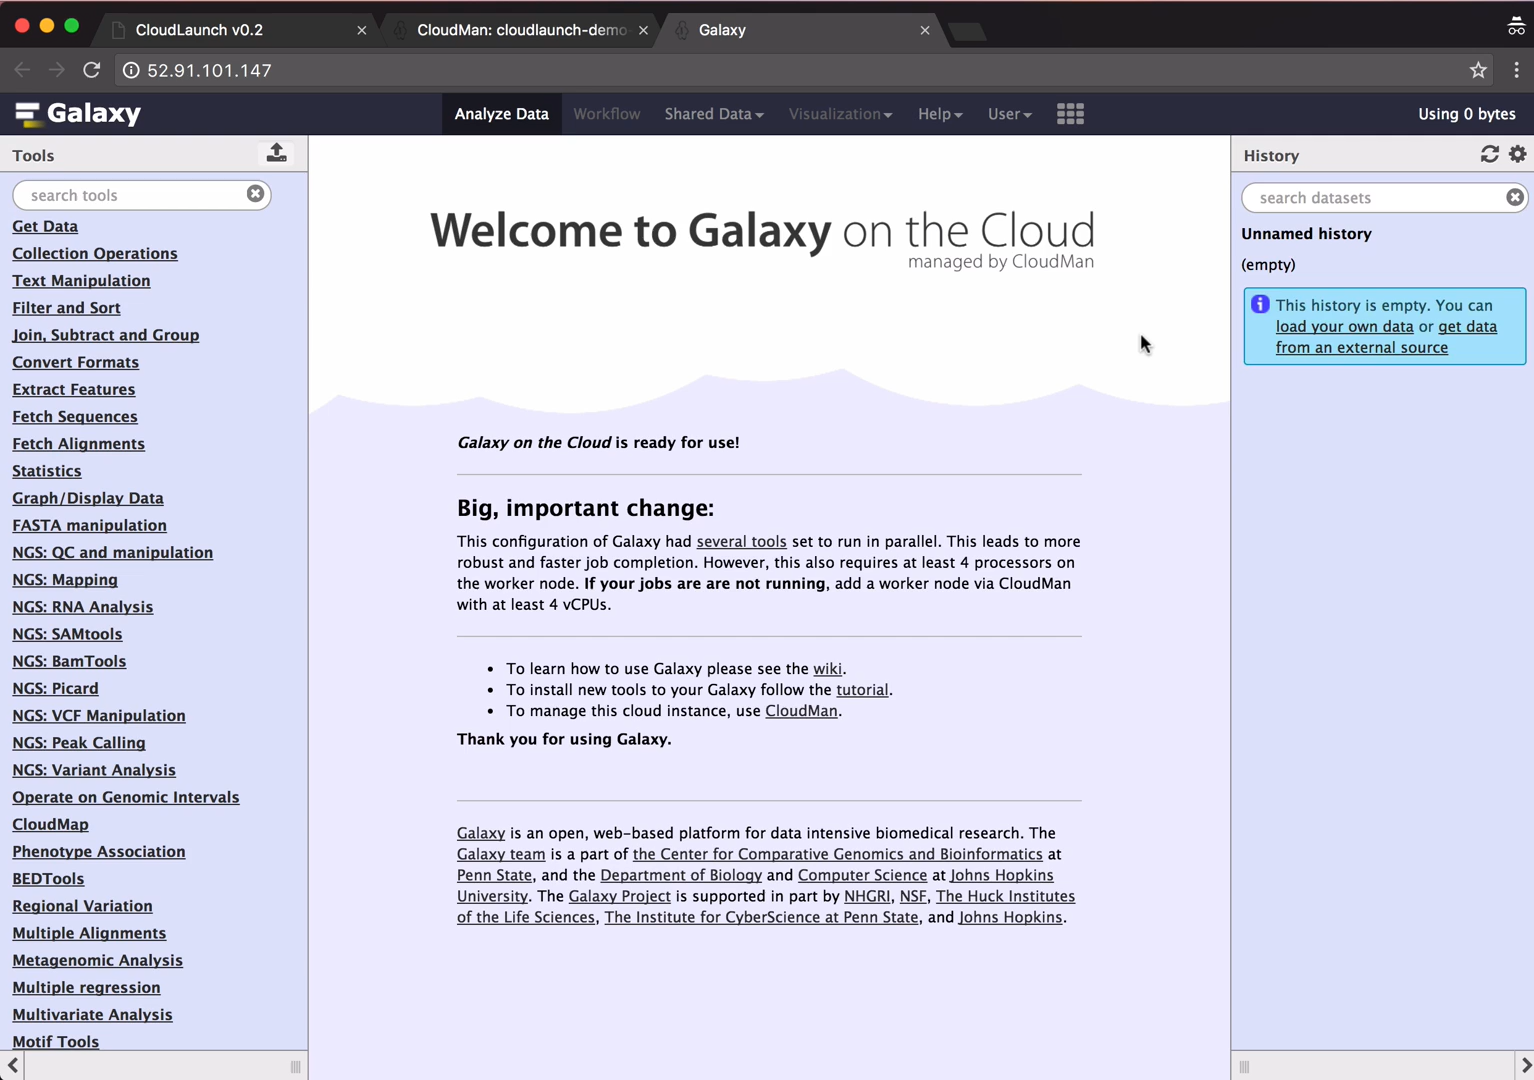 CloudLaunch v0.2
CloudMan: cloudlaunch-demo
Galaxy
52.91.101.147
Galaxy
Analyze Data
Workflow
Shared Data
Visualization
Help
User
Using 0 bytes
Tools
search tools
Get Data
Collection Operations
Text Manipulation
Filter and Sort
Join, Subtract and Group
Convert Formats
Extract Features
Fetch Sequences
Fetch Alignments
Statistics
Graph/Display Data
FASTA manipulation
NGS: QC and manipulation
NGS: Mapping
NGS: RNA Analysis
NGS: SAMtools
NGS: BamTools
NGS: Picard
NGS: VCF Manipulation
NGS: Peak Calling
NGS: Variant Analysis
Operate on Genomic Intervals
CloudMap
Phenotype Association
BEDTools
Regional Variation
Multiple Alignments
Metagenomic Analysis
Multiple regression
Multivariate Analysis
Motif Tools
Welcome to Galaxy on the Cloud
managed by CloudMan
Galaxy on the Cloud is ready for use!
Big, important change:
This configuration of Galaxy had several tools set to run in parallel. This leads to more
robust and faster job completion. However, this also requires at least 4 processors on
the worker node. If your jobs are are not running, add a worker node via CloudMan
with at least 4 vCPUs.
• To learn how to use Galaxy please see the wiki.
• To install new tools to your Galaxy follow the tutorial.
• To manage this cloud instance, use CloudMan.
Thank you for using Galaxy.
Galaxy is an open, web-based platform for data intensive biomedical research. The
Galaxy team is a part of the Center for Comparative Genomics and Bioinformatics at
Penn State, and the Department of Biology and Computer Science at Johns Hopkins
University. The Galaxy Project is supported in part by NHGRI, NSF, The Huck Institutes
of the Life Sciences, The Institute for CyberScience at Penn State, and Johns Hopkins.
History
search datasets
Unnamed history
(empty)
This history is empty. You can
load your own data or get data
from an external source